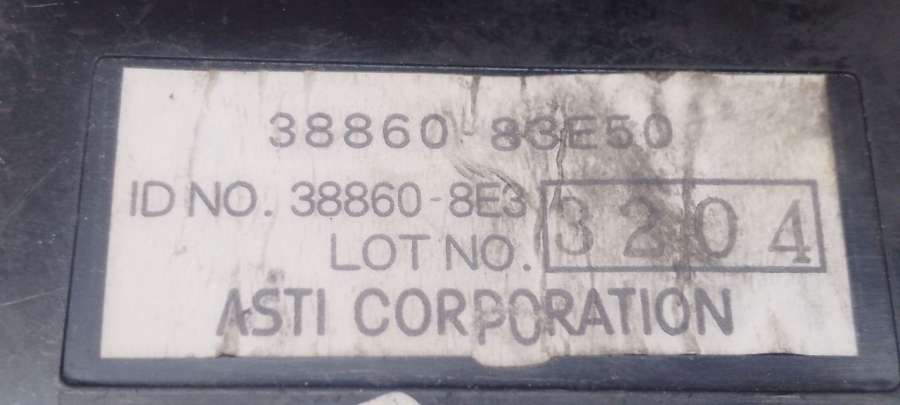 38860-83E50
ID NO. 38860-8E3
LOT NO. 3204
ASTI CORPORATION